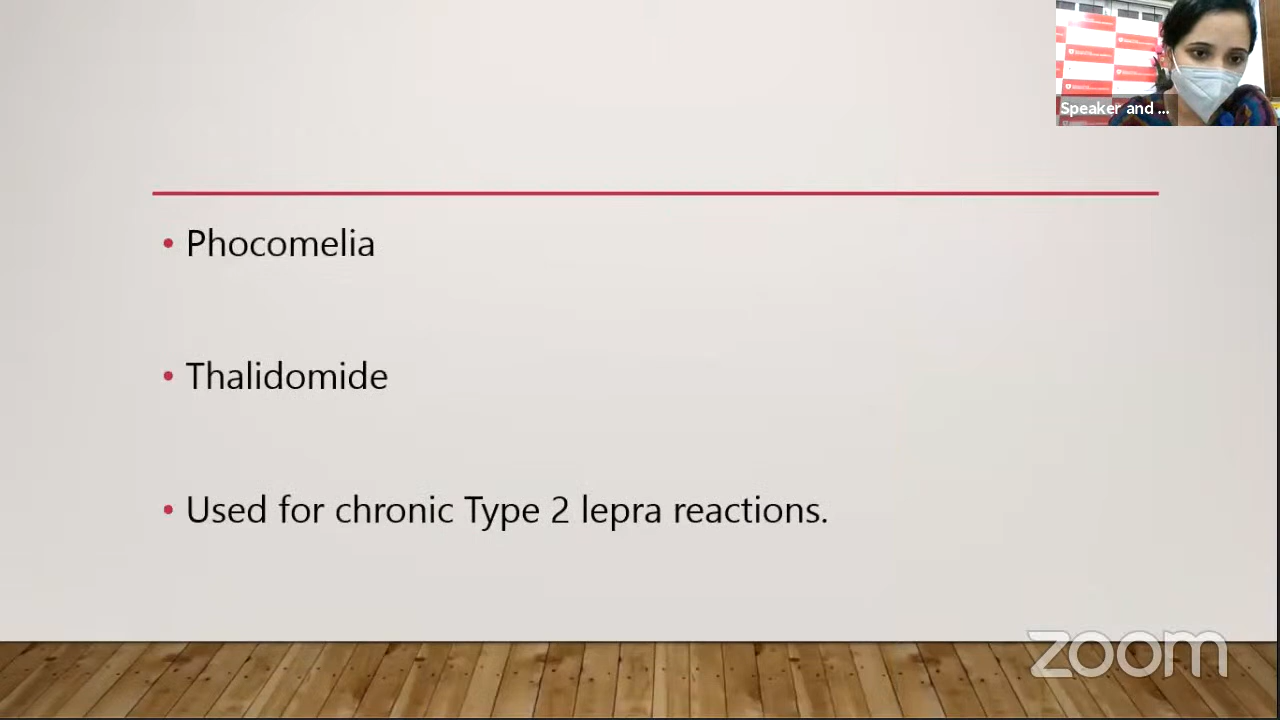 Speaker and ...
• Phocomelia
• Thalidomide
• Used for chronic Type 2 lepra reactions.
zoom